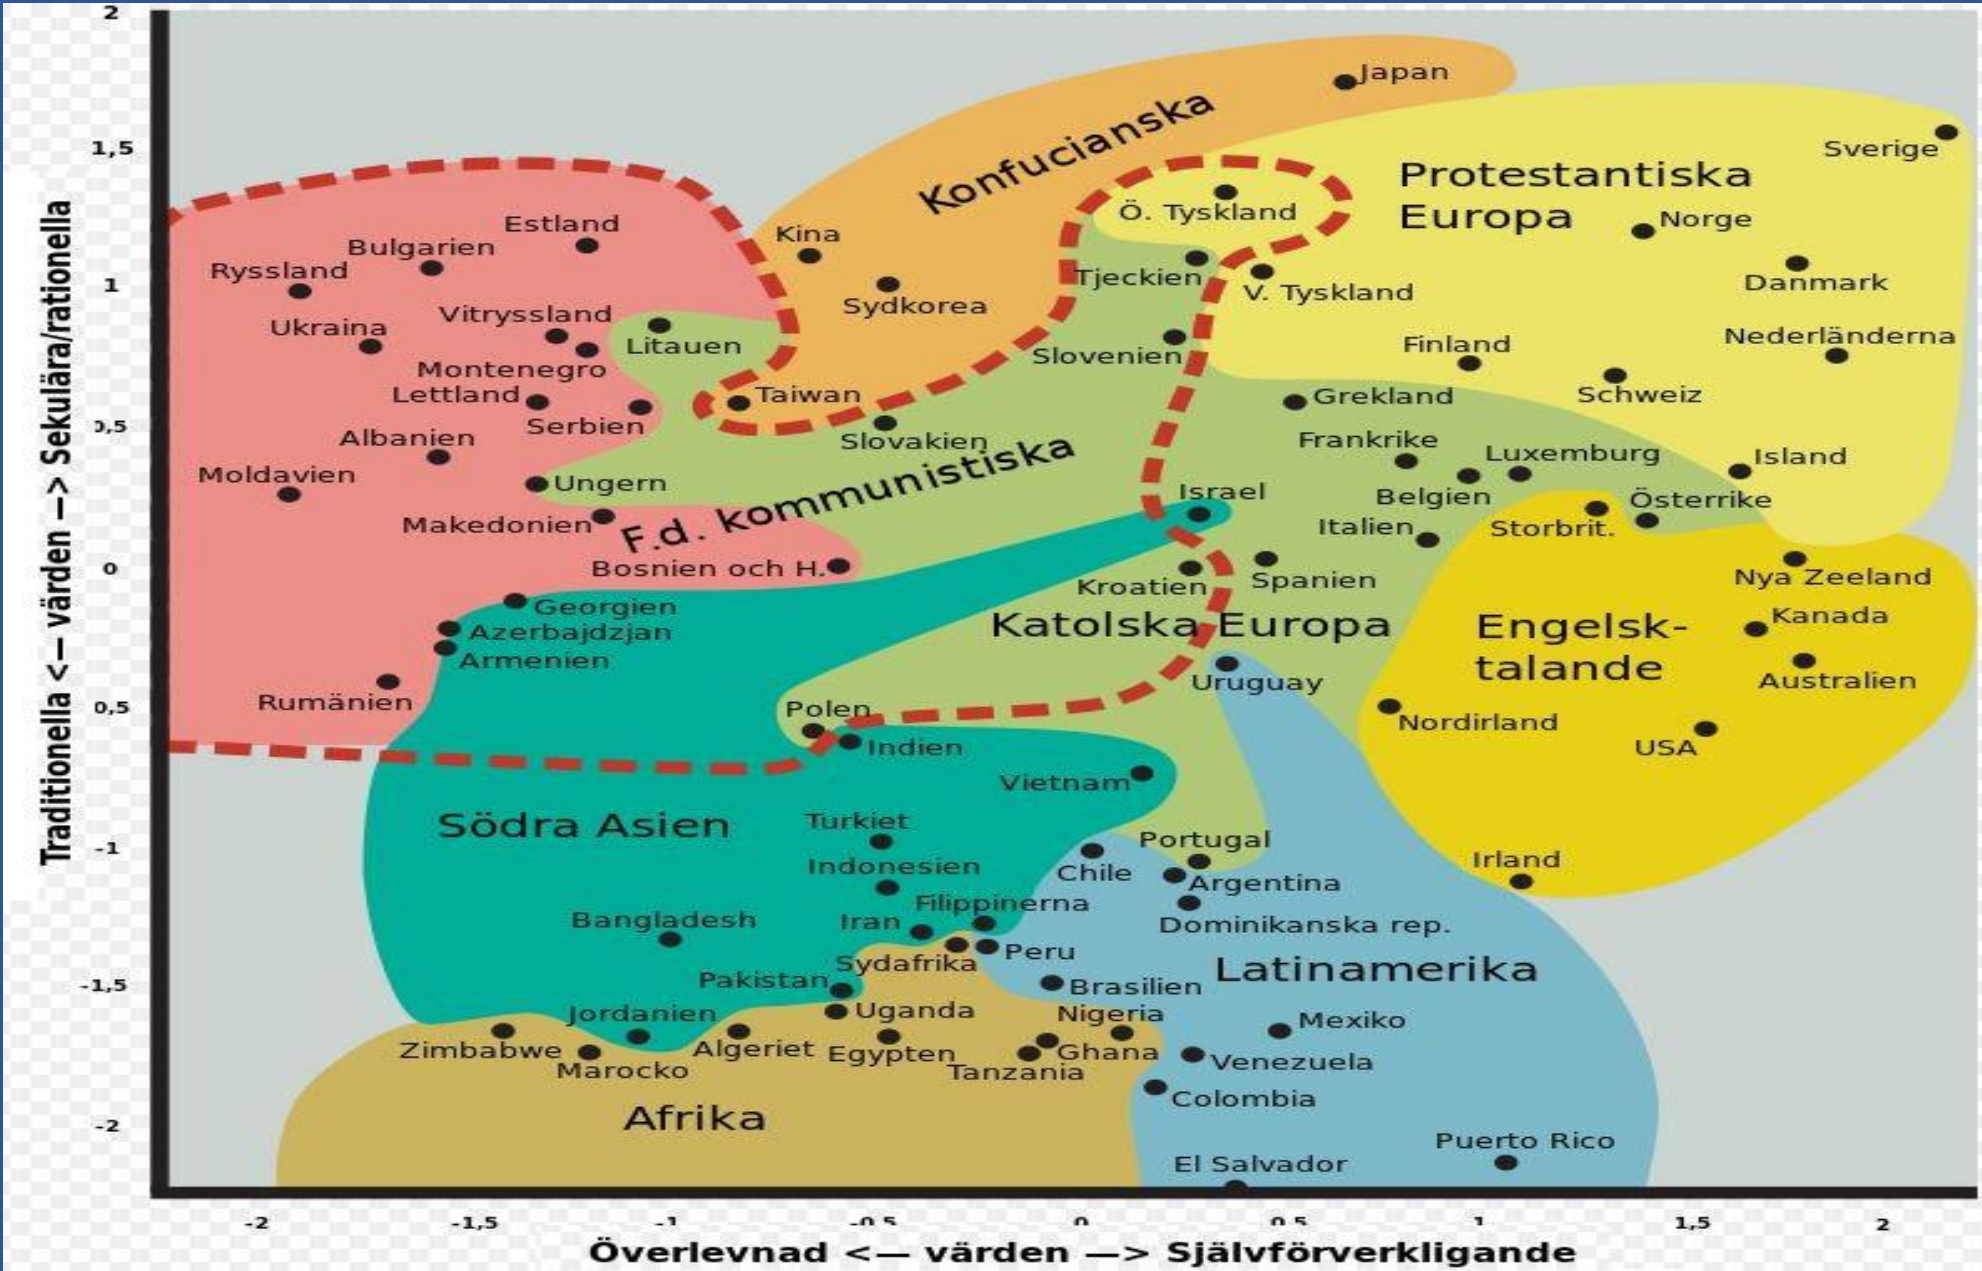 2
1,5
1
0,5
0
0,5
-1
-1,5
-2
Traditionella <— värden —> Sekulära/rationella
Japan
Konfucianska
Sverige
Protestantiska
Europa
Ö. Tyskland
Norge
Estland
Kina
Bulgarien
Ryssland
Tjeckien
V. Tyskland
Danmark
Sydkorea
Vitryssland
Ukraina
Litauen
Slovenien
Finland
Nederländerna
Montenegro
Lettland
Taiwan
Grekland
Schweiz
Serbien
Albanien
Slovakien
Frankrike
Luxemburg
Island
Moldavien
Ungern
F.d. kommunistiska
Israel
Belgien
Österrike
Makedonien
Italien
Storbrit.
Bosnien och H.
Kroatien
Spanien
Nya Zeeland
Georgien
Azerbajdzjan
Armenien
Katolska Europa
Engelsk-
talande
Kanada
Australien
Uruguay
Rumänien
Polen
Nordirland
Indien
USA
Vietnam
Södra Asien
Turkiet
Portugal
Indonesien
Chile
Irland
Argentina
Filippinerna
Bangladesh
Iran
Dominikanska rep.
Peru
Sydafrika
Latinamerika
Pakistan
Brasilien
Jordanien
Uganda
Nigeria
Mexiko
Zimbabwe
Algeriet
Egypten
Ghana
Venezuela
Marocko
Tanzania
Colombia
Afrika
Puerto Rico
El Salvador
-2
-1,5
-1
-0,5
0
0,5
1
1,5
2
Överlevnad <— värden —> Självförverkligande